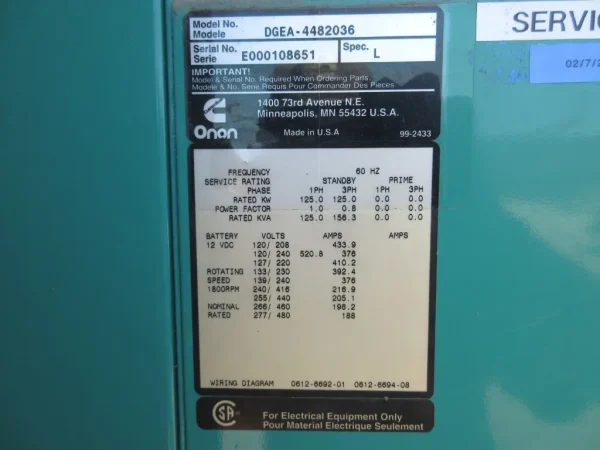 Model No.
Modele DGEA-4482036
Serial No.
Serie E000108651 Spec. L
IMPORTANT!
Model & Serial No. Required When Ordering Parts
Modele & No. Serie Requis Pour Commander Des Pieces.
1400 73rd Avenue N.E.
Minneapolis, MN 55432 U.S.A.
Onan Made in U.S.A 99-2433
FREQUENCY 60 HZ
SERVICE RATING STANDBY PRIME
PHASE 1PH 3PH 1PH 3PH
RATED KW 125.0 125.0 0.0 0.0
POWER FACTOR 1.0 0.8 0.0 0.0
RATED KVA 125.0 156.3 0.0 0.0
BATTERY VOLTS AMPS AMPS
12 VDC 120/ 208 433.9
120/ 240 520.8 376
127/ 220 410.2
ROTATING 133/ 230 392.4
SPEED 139/ 240 376
1800RPM 240/ 416 216.9
255/ 440 205.1
NOMINAL 266/ 460 196.2
RATED 277/ 480 188
WIRING DIAGRAM 0612-6692-01 0612-6694-08
SA
For Electrical Equipment Only
Pour Material Electrique Seulement
SERVIC
02/7/2